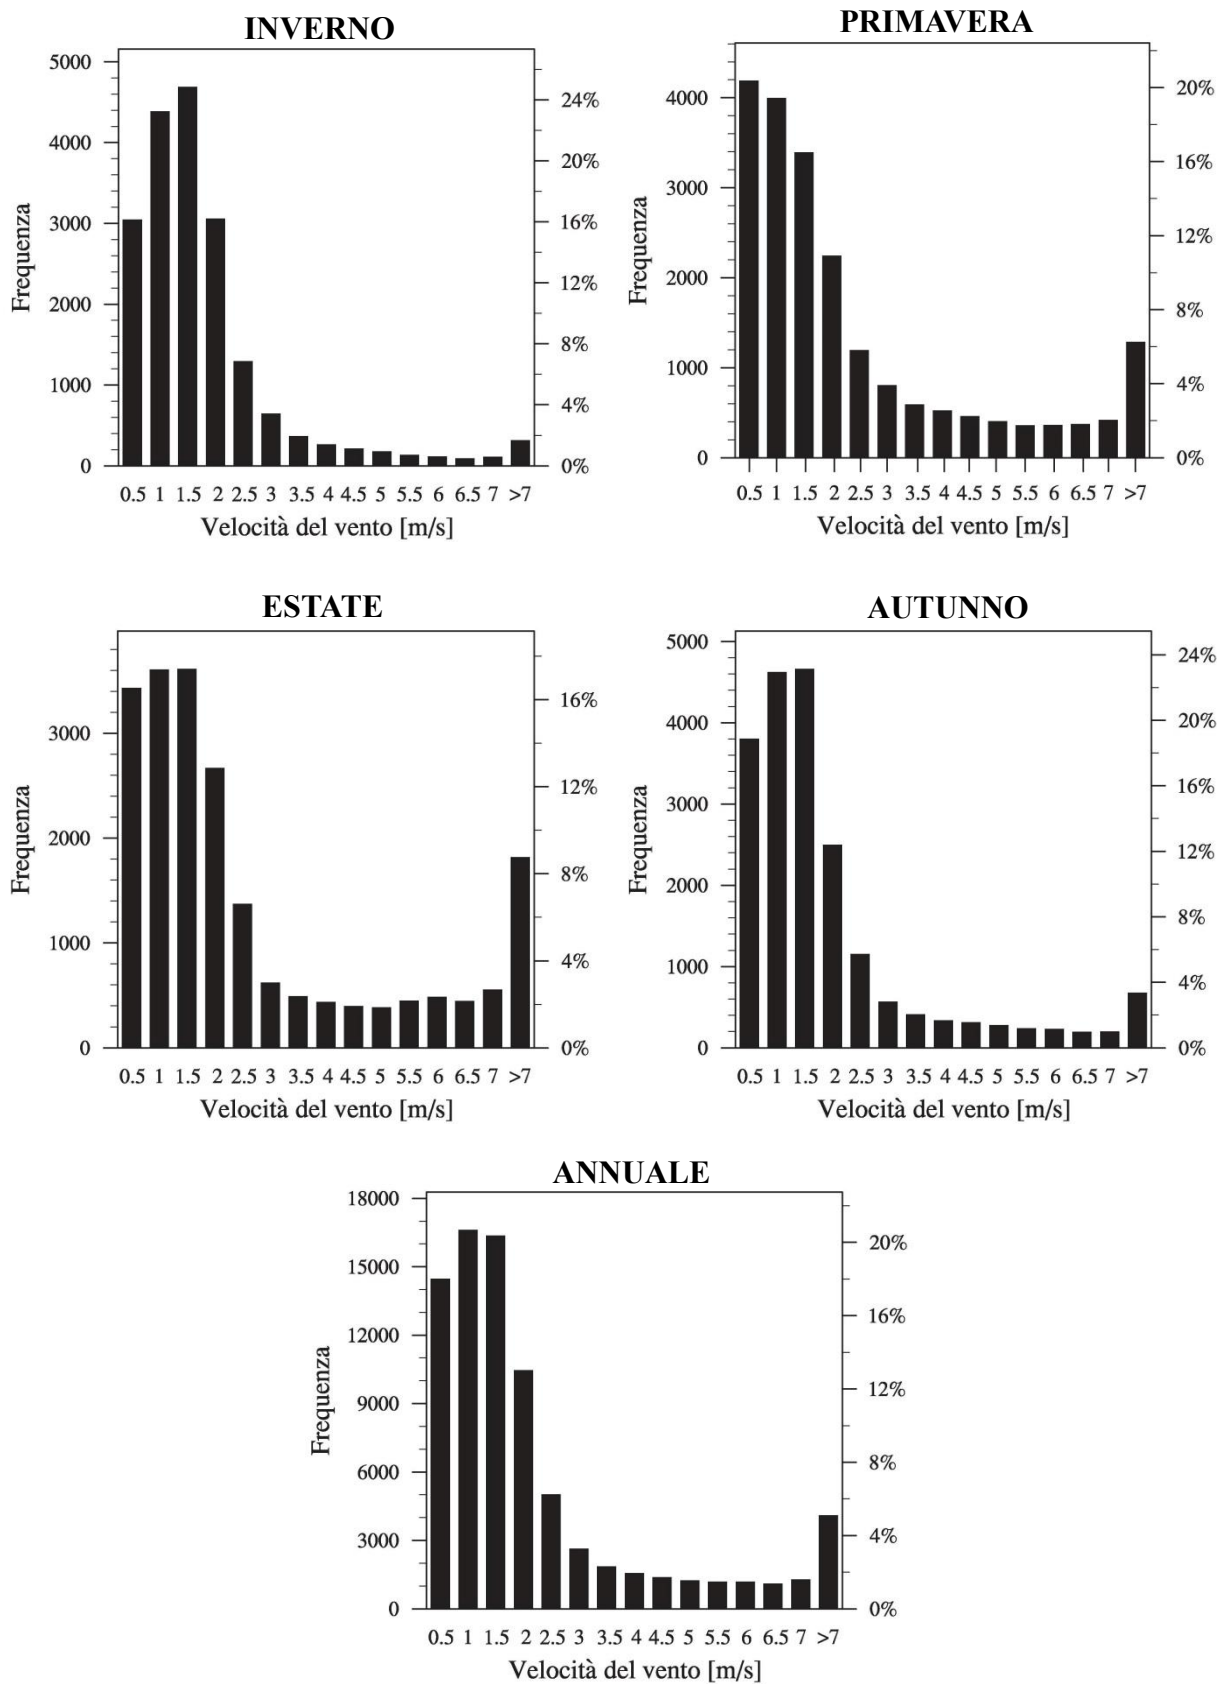 INVERNO
5000
4000
3000
2000
1000
0
Frequenza
24%
20%
16%
12%
8%
4%
0%
0.5 1 1.5 2 2.5 3 3.5 4 4.5 5 5.5 6 6.5 7 >7
Velocità del vento [m/s]
PRIMAVERA
4000
3000
2000
1000
0
Frequenza
20%
16%
12%
8%
4%
0%
0.5 1 1.5 2 2.5 3 3.5 4 4.5 5 5.5 6 6.5 7 >7
Velocità del vento [m/s]
ESTATE
3000
2000
1000
0
Frequenza
16%
12%
8%
4%
0%
0.5 1 1.5 2 2.5 3 3.5 4 4.5 5 5.5 6 6.5 7 >7
Velocità del vento [m/s]
AUTUNNO
5000
4000
3000
2000
1000
0
Frequenza
24%
20%
16%
12%
8%
4%
0%
0.5 1 1.5 2 2.5 3 3.5 4 4.5 5 5.5 6 6.5 7 >7
Velocità del vento [m/s]
ANNUALE
18000
15000
12000
9000
6000
3000
0
Frequenza
20%
16%
12%
8%
4%
0%
0.5 1 1.5 2 2.5 3 3.5 4 4.5 5 5.5 6 6.5 7 >7
Velocità del vento [m/s]